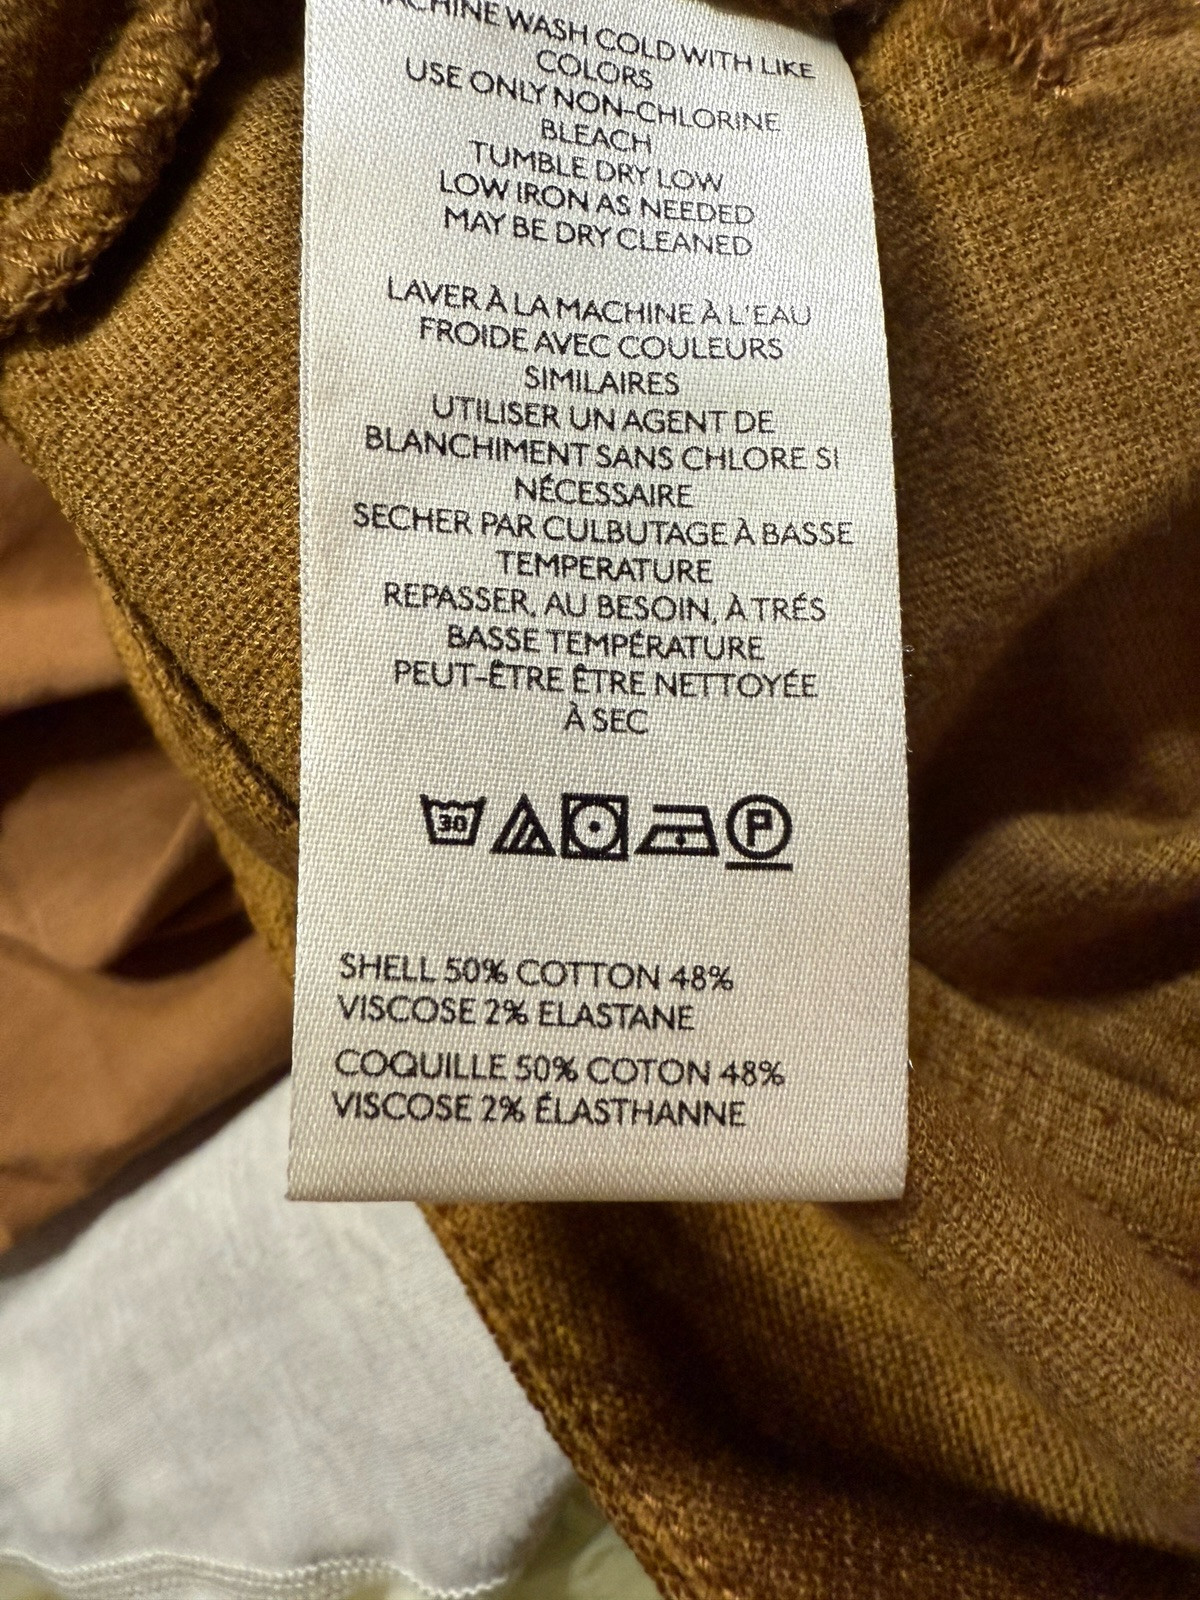 MACHINE WASH COLD WITH LIKE
COLORS
USE ONLY NON-CHLORINE
BLEACH
TUMBLE DRY LOW
LOW IRON AS NEEDED
MAY BE DRY CLEANED
LAVER À LA MACHINE À L'EAU
FROIDE AVEC COULEURS
SIMILAIRES
UTILISER UN AGENT DE
BLANCHIMENT SANS CHLORE SI
NÉCESSAIRE
SECHER PAR CULBUTAGE À BASSE
TEMPERATURE
REPASSER, AU BESOIN, À TRÉS
BASSE TEMPÉRATURE
PEUT-ÊTRE ÊTRE NETTOYÉE
À SEC
30 P
SHELL 50% COTTON 48%
VISCOSE 2% ELASTANE
COQUILLE 50% COTON 48%
VISCOSE 2% ÉLASTHANNE